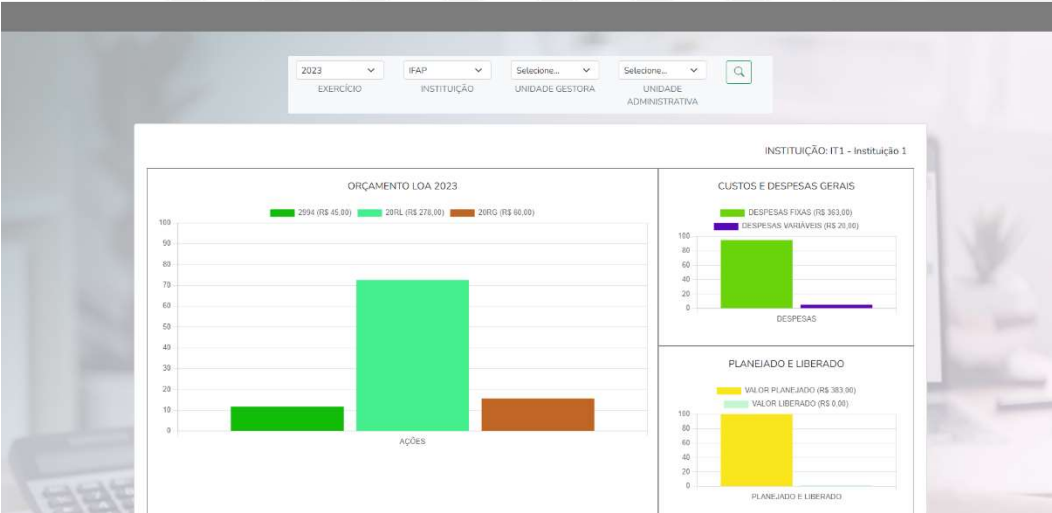 2023
IFAP
Selecione...
Selecione...
EXERCÍCIO
INSTITUIÇÃO
UNIDADE GESTORA
UNIDADE
ADMINISTRATIVA
INSTITUIÇÃO: IT1 - Instituição 1
ORÇAMENTO LOA 2023
2994 (R$ 45,00) 20RL (R$ 278,00) 20RG (R$ 60,00)
100
90
80
70
60
50
40
30
20
10
0
AÇÕES
CUSTOS E DESPESAS GERAIS
DESPESAS FIXAS (R$ 363,00)
DESPESAS VARIÁVEIS (R$ 20,00)
100
80
60
40
20
0
DESPESAS
PLANEJADO E LIBERADO
VALOR PLANEJADO (R$ 383,00)
VALOR LIBERADO (R$ 0,00)
100
80
60
40
20
0
PLANEJADO E LIBERADO